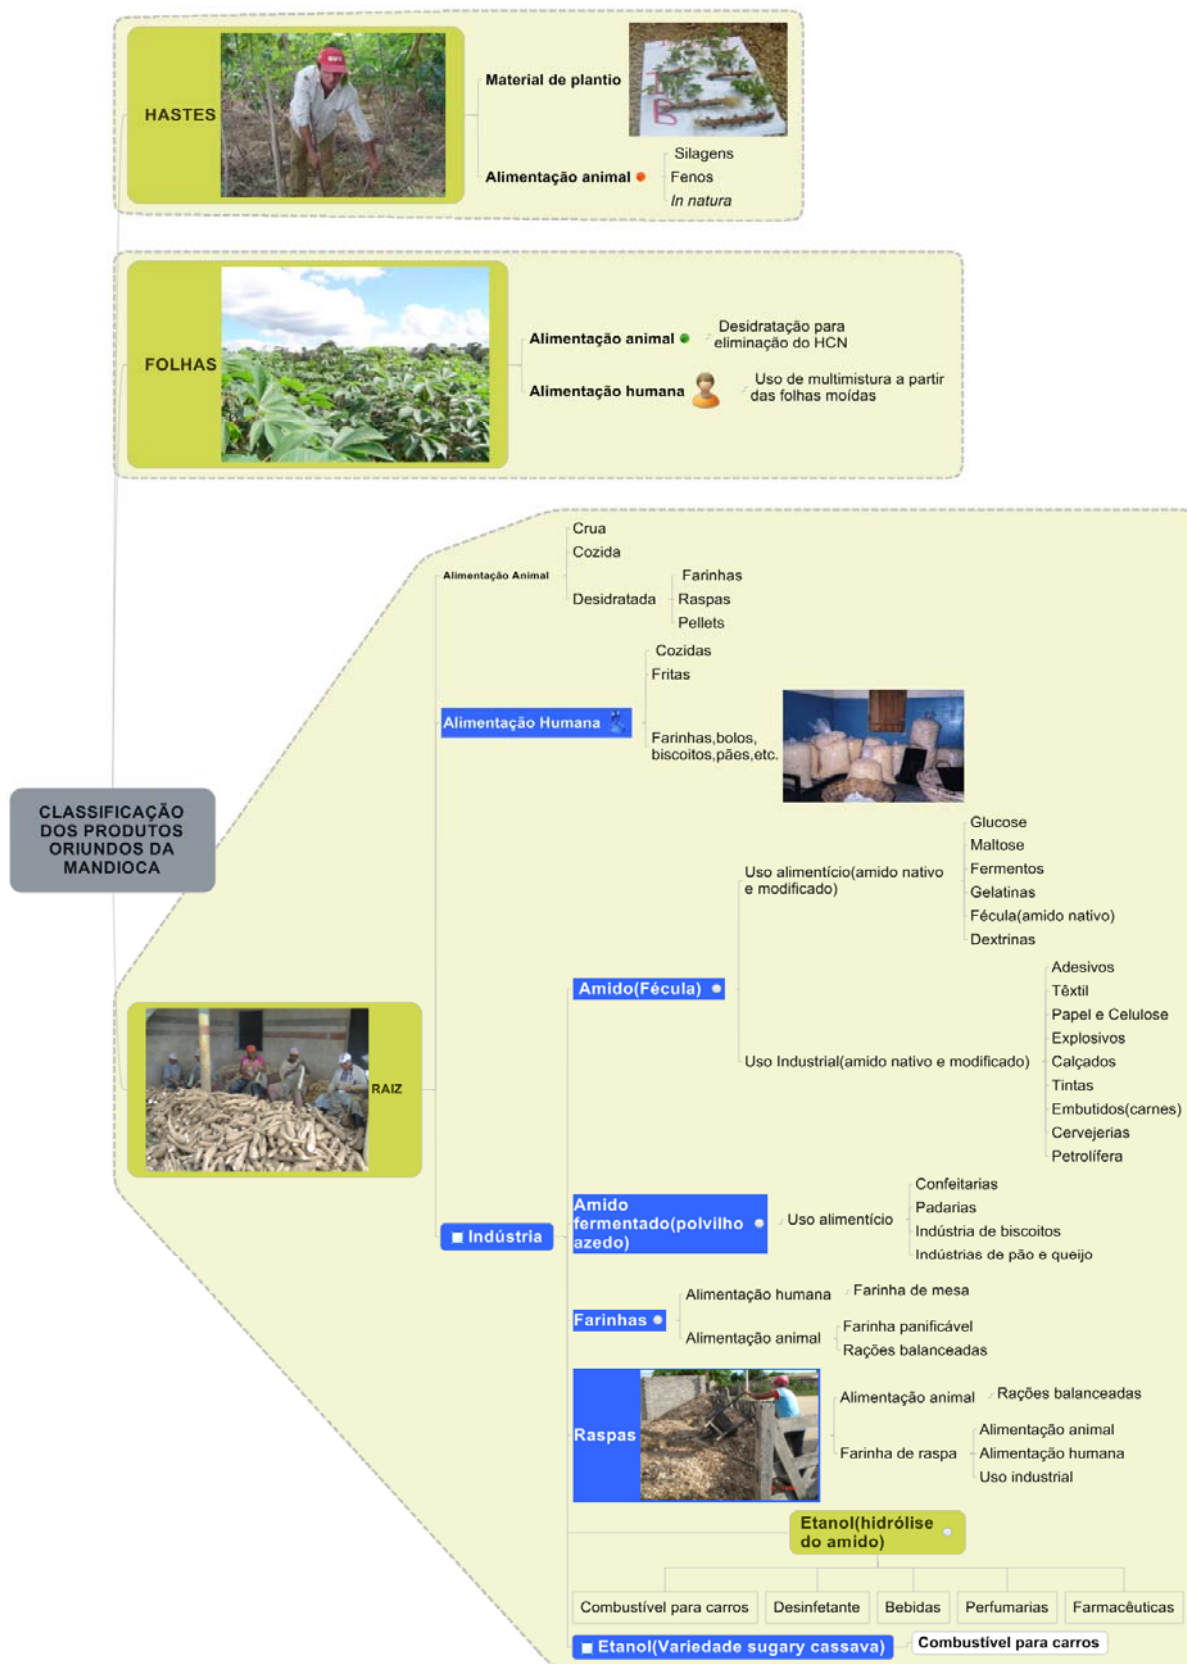 HASTES
Material de plantio
Alimentação animal
Silagens
Fenos
In natura
FOLHAS
Alimentação animal
Desidratação para
eliminação do HCN
Alimentação humana
Uso de multimistura a partir
das folhas moídas
CLASSIFICAÇÃO
DOS PRODUTOS
ORIUNDOS DA
MANDIOCA
RAIZ
Alimentação Animal
Crua
Cozida
Desidratada
Farinhas
Raspas
Pellets
Alimentação Humana
Cozidas
Fritas
Farinhas,bolos,
biscoitos,pães,etc.
Indústria
Amido(Fécula)
Uso alimentício(amido nativo
e modificado)
Glucose
Maltose
Fermentos
Gelatinas
Fécula(amido nativo)
Dextrinas
Uso Industrial(amido nativo e modificado)
Adesivos
Têxtil
Papel e Celulose
Explosivos
Calçados
Tintas
Embutidos(carnes)
Cervejerias
Petrolífera
Amido
fermentado(polvilho
azedo)
Uso alimentício
Confeitarias
Padarias
Indústria de biscoitos
Indústrias de pão e queijo
Farinhas
Alimentação humana
Farinha de mesa
Alimentação animal
Farinha panificável
Rações balanceadas
Raspas
Alimentação animal
Rações balanceadas
Farinha de raspa
Alimentação animal
Alimentação humana
Uso industrial
Etanol(hidrólise
do amido)
Combustível para carros
Desinfetante
Bebidas
Perfumarias
Farmacêuticas
Etanol(Variedade sugary cassava)
Combustível para carros